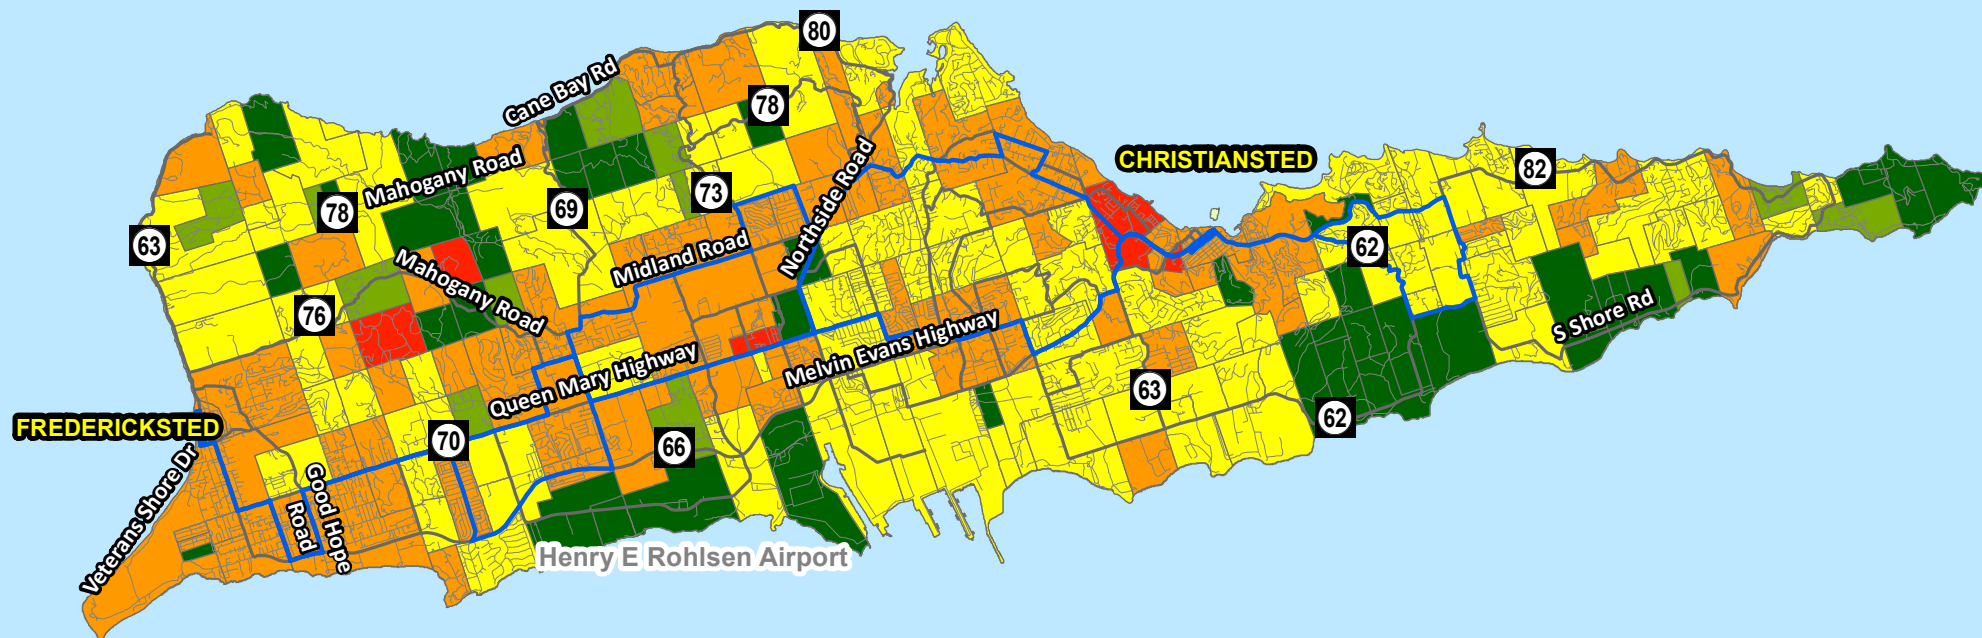 80
Cane Bay Rd
78
CHRISTIANSTED
82
Mahogany Road
73
69
78
63
Northside Road
62
Midland Road
Mahogany Road
76
S Shore Rd
Melvin Evans Highway
Queen Mary Highway
63
62
FREDERICKSTED
70
66
Veterans Shore Dr
Good Hope
Road
Henry E Rohlsen Airport